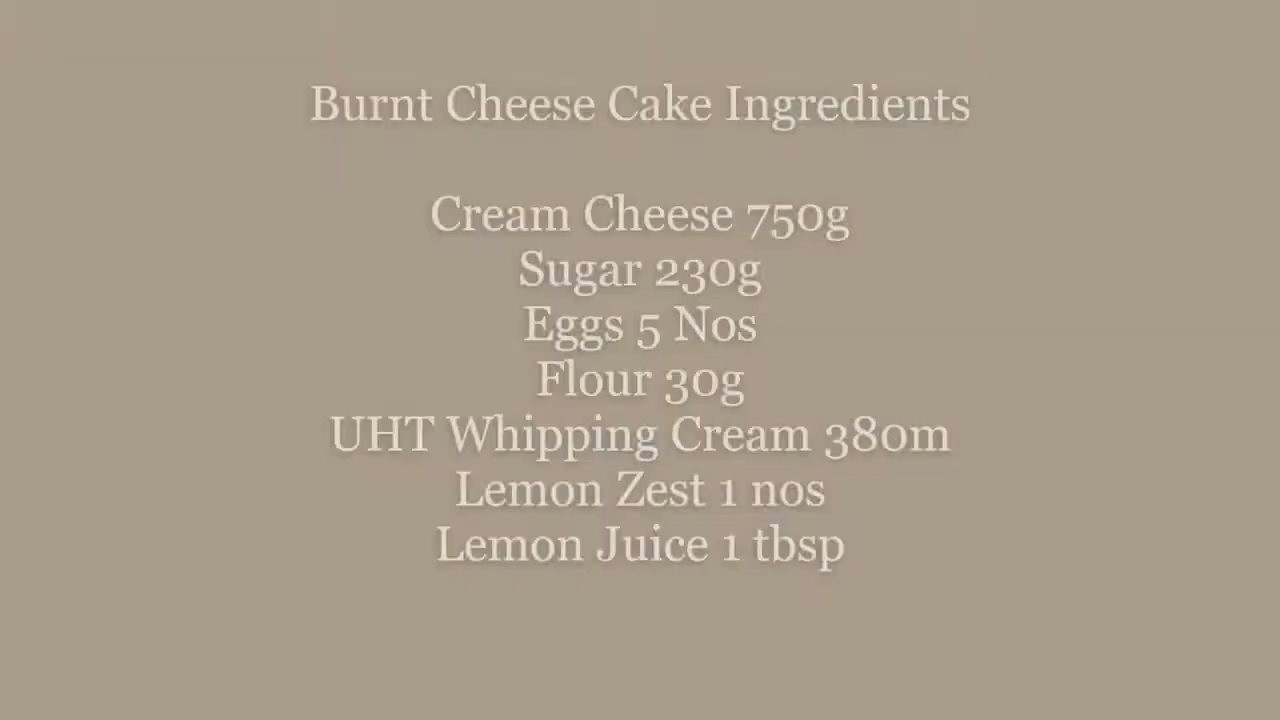 Burnt Cheese Cake Ingredients
Cream Cheese 750g
Sugar 230g
Eggs 5 Nos
Flour 30g
UHT Whipping Cream 380m
Lemon Zest 1 nos
Lemon Juice 1 tbsp